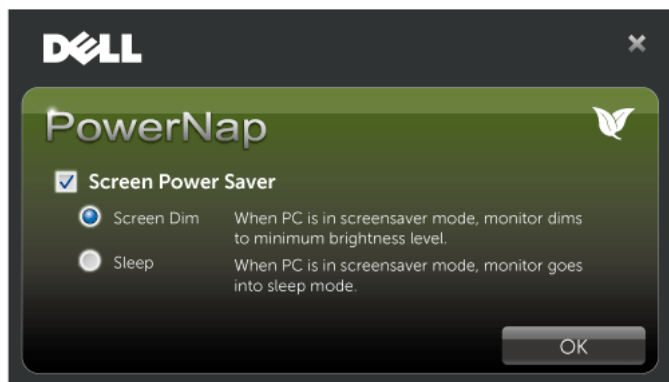 DELL
PowerNap
Screen Power Saver
Screen Dim When PC is in screensaver mode, monitor dims
to minimum brightness level.
Sleep When PC is in screensaver mode, monitor goes
into sleep mode.
OK